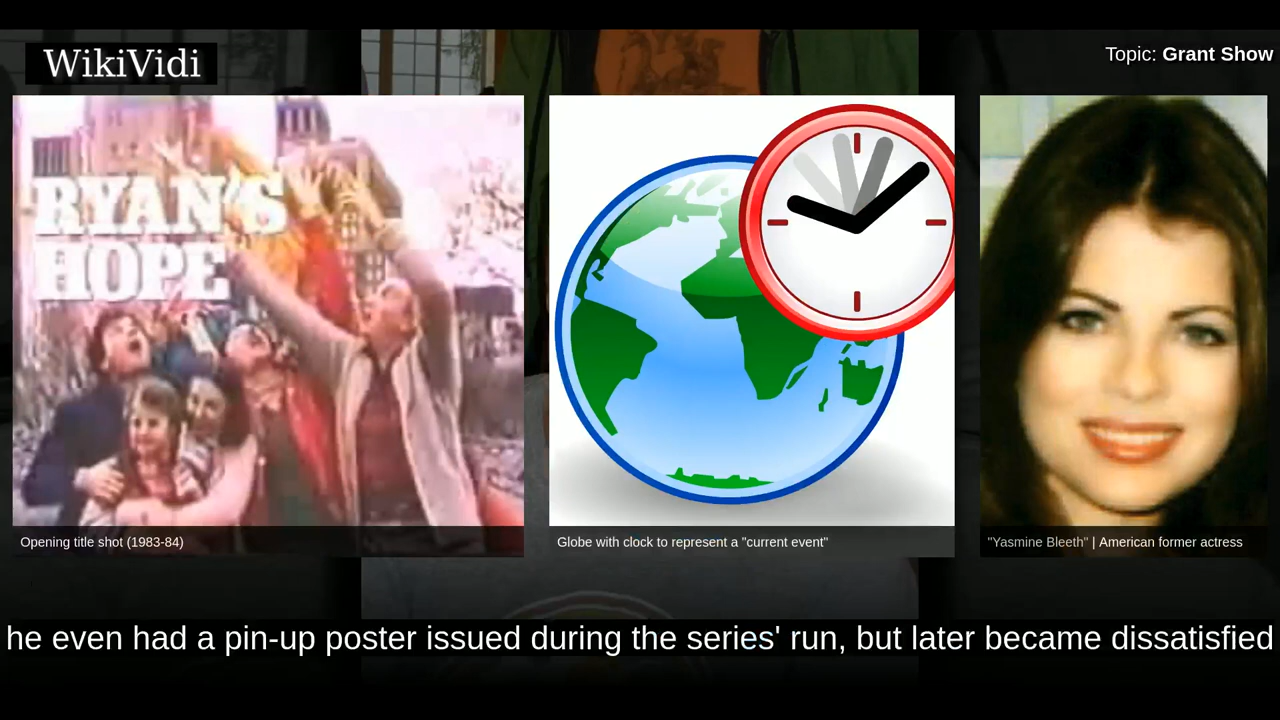 WikiVidi
Topic: Grant Show
RYAN'S
HOPE
Opening title shot (1983-84)
Globe with clock to represent a "current event"
"Yasmine Bleeth" | American former actress
he even had a pin-up poster issued during the series' run, but later became dissatisfied